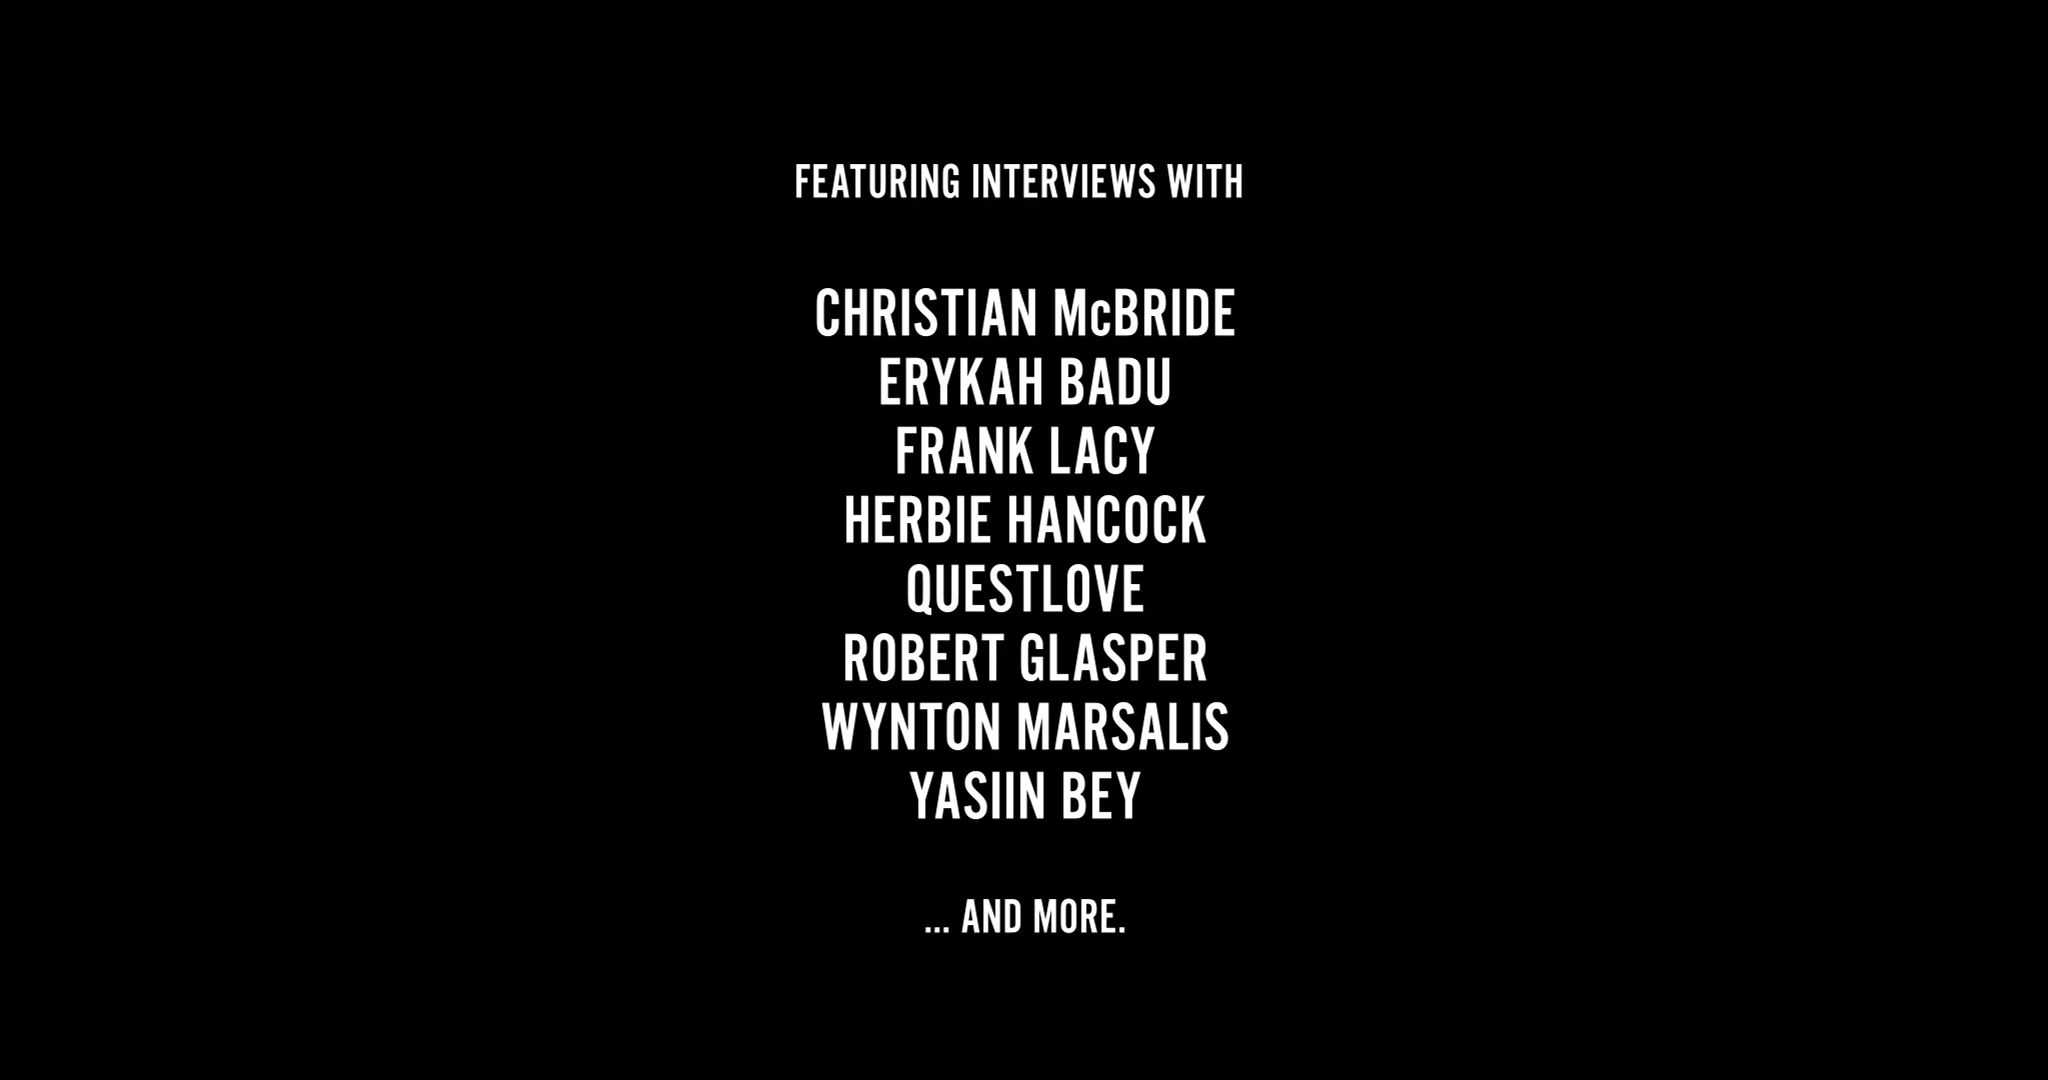 FEATURING INTERVIEWS WITH
CHRISTIAN McBRIDE
ERYKAH BADU
FRANK LACY
HERBIE HANCOCK
QUESTLOVE
ROBERT GLASPER
WYNTON MARSALIS
YASIIN BEY
... AND MORE.